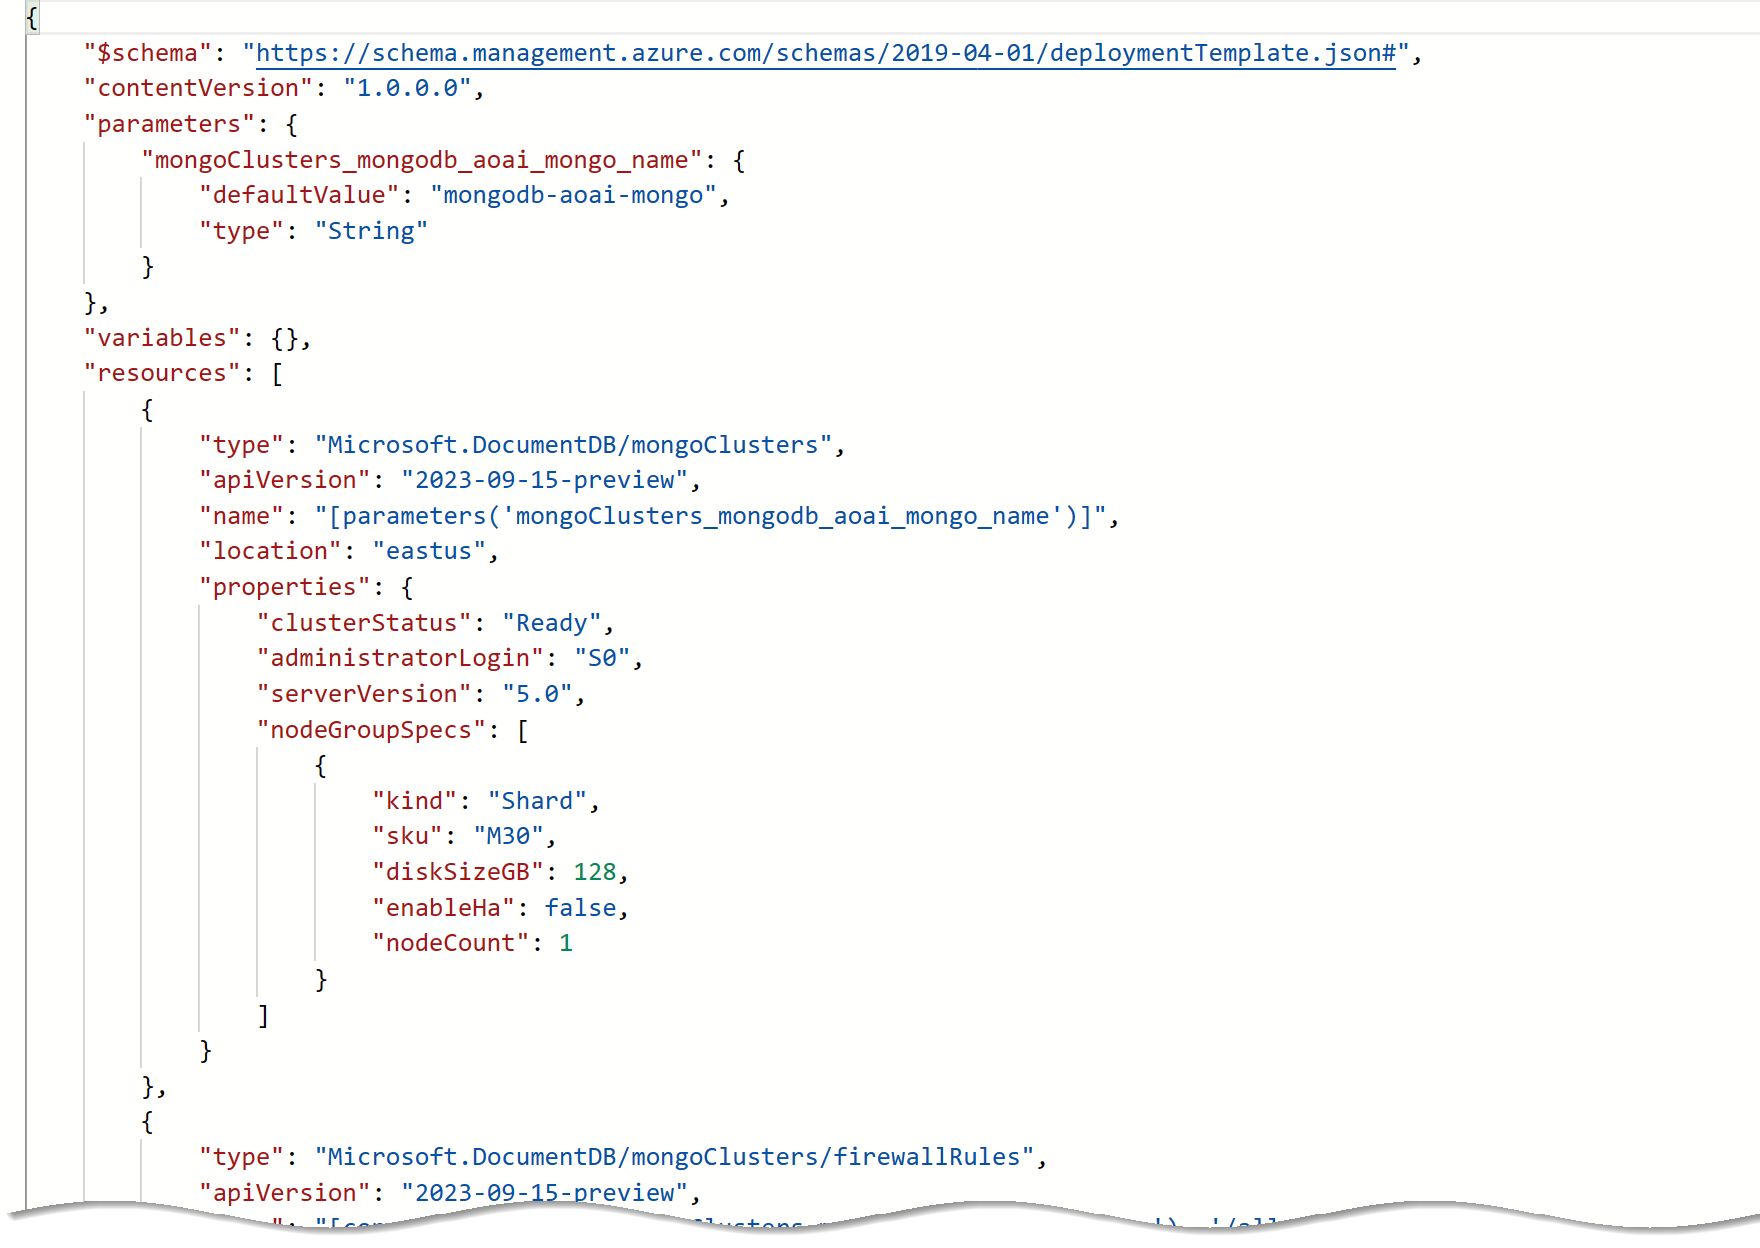 {
    "$schema": "https://schema.management.azure.com/schemas/2019-04-01/deploymentTemplate.json#",
    "contentVersion": "1.0.0.0",
    "parameters": {
        "mongoClusters_mongodb_aoai_mongo_name": {
            "defaultValue": "mongodb-aoai-mongo",
            "type": "String"
        }
    },
    "variables": {},
    "resources": [
        {
            "type": "Microsoft.DocumentDB/mongoClusters",
            "apiVersion": "2023-09-15-preview",
            "name": "[parameters('mongoClusters_mongodb_aoai_mongo_name')]",
            "location": "eastus",
            "properties": {
                "clusterStatus": "Ready",
                "administratorLogin": "S0",
                "serverVersion": "5.0",
                "nodeGroupSpecs": [
                    {
                        "kind": "Shard",
                        "sku": "M30",
                        "diskSizeGB": 128,
                        "enableHa": false,
                        "nodeCount": 1
                    }
                ]
            }
        },
        {
            "type": "Microsoft.DocumentDB/mongoClusters/firewallRules",
            "apiVersion": "2023-09-15-preview",